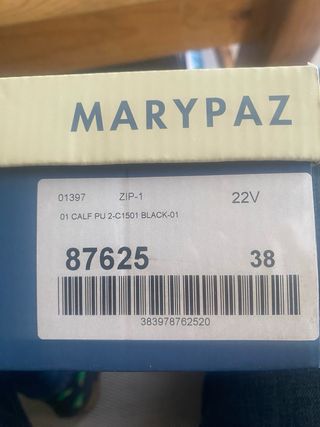 MARYPAZ
01397 ZIP-1 22V
01 CALF PU 2-C1501 BLACK-01
87625 38
383978762520